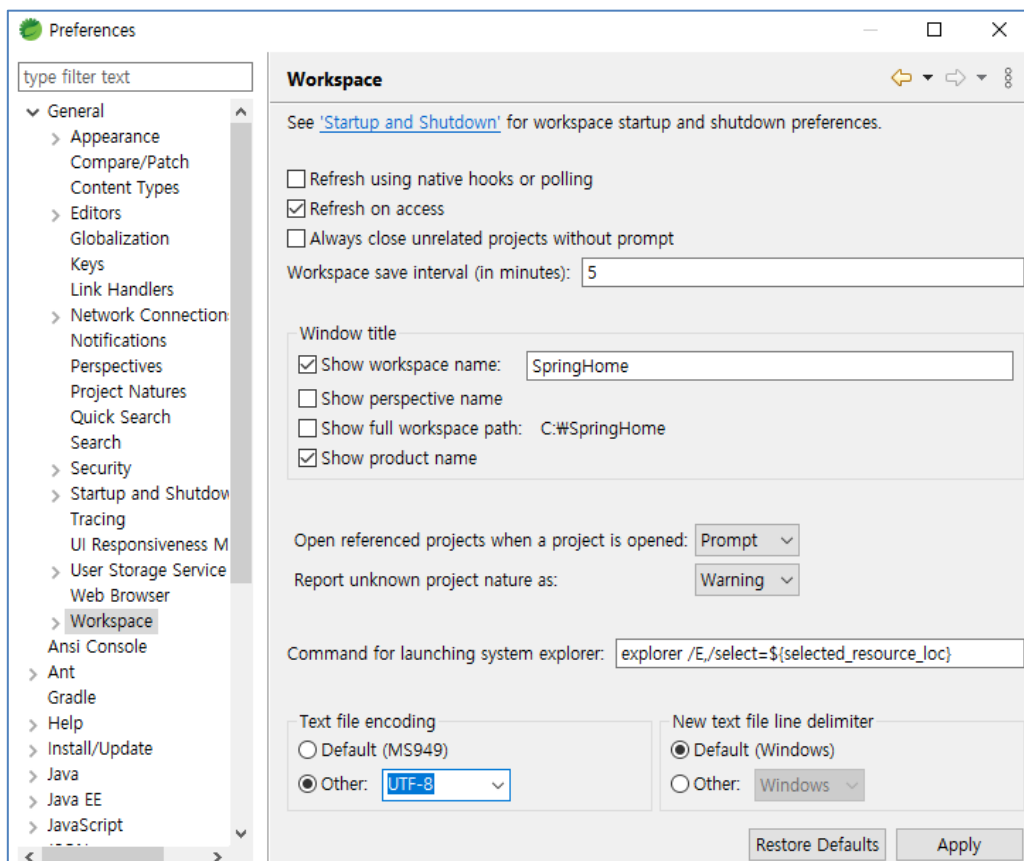 Preferences
type filter text
General
Appearance
Compare/Patch
Content Types
Editors
Globalization
Keys
Link Handlers
Network Connection
Notifications
Perspectives
Project Natures
Quick Search
Search
Security
Startup and Shutdow
Tracing
UI Responsiveness M
User Storage Service
Web Browser
Workspace
Ansi Console
Ant
Gradle
Help
Install/Update
Java
Java EE
JavaScript
Workspace
See 'Startup and Shutdown' for workspace startup and shutdown preferences.
Refresh using native hooks or polling
Refresh on access
Always close unrelated projects without prompt
Workspace save interval (in minutes): 5
Window title
Show workspace name: SpringHome
Show perspective name
Show full workspace path: C:₩SpringHome
Show product name
Open referenced projects when a project is opened: Prompt
Report unknown project nature as: Warning
Command for launching system explorer: explorer /E,/select=${selected_resource_loc}
Text file encoding
Default (MS949)
Other: UTF-8
New text file line delimiter
Default (Windows)
Other: Windows
Restore Defaults Apply